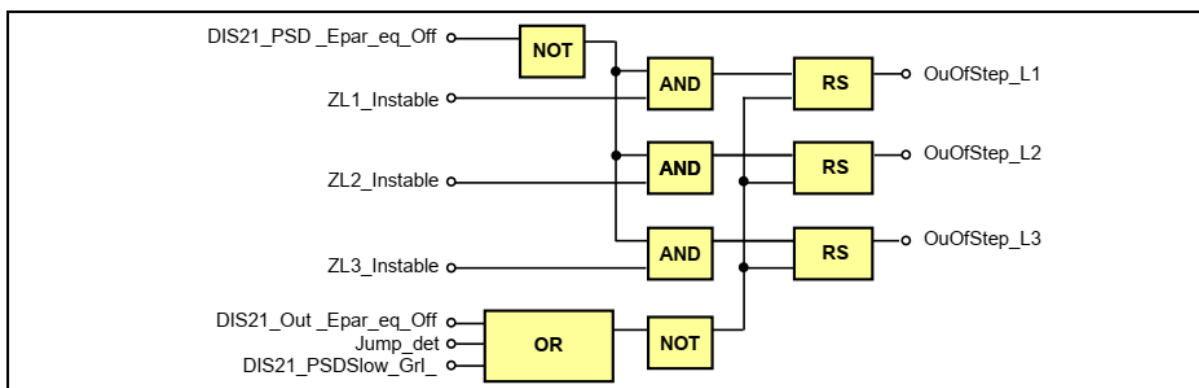 DIS21_PSD _Epar_eq_Off
NOT
ZL1_Instable
AND
RS
OuOfStep_L1
ZL2_Instable
AND
RS
OuOfStep_L2
ZL3_Instable
AND
RS
OuOfStep_L3
DIS21_Out _Epar_eq_Off
Jump_det
DIS21_PSDSlow_GrI_
OR
NOT